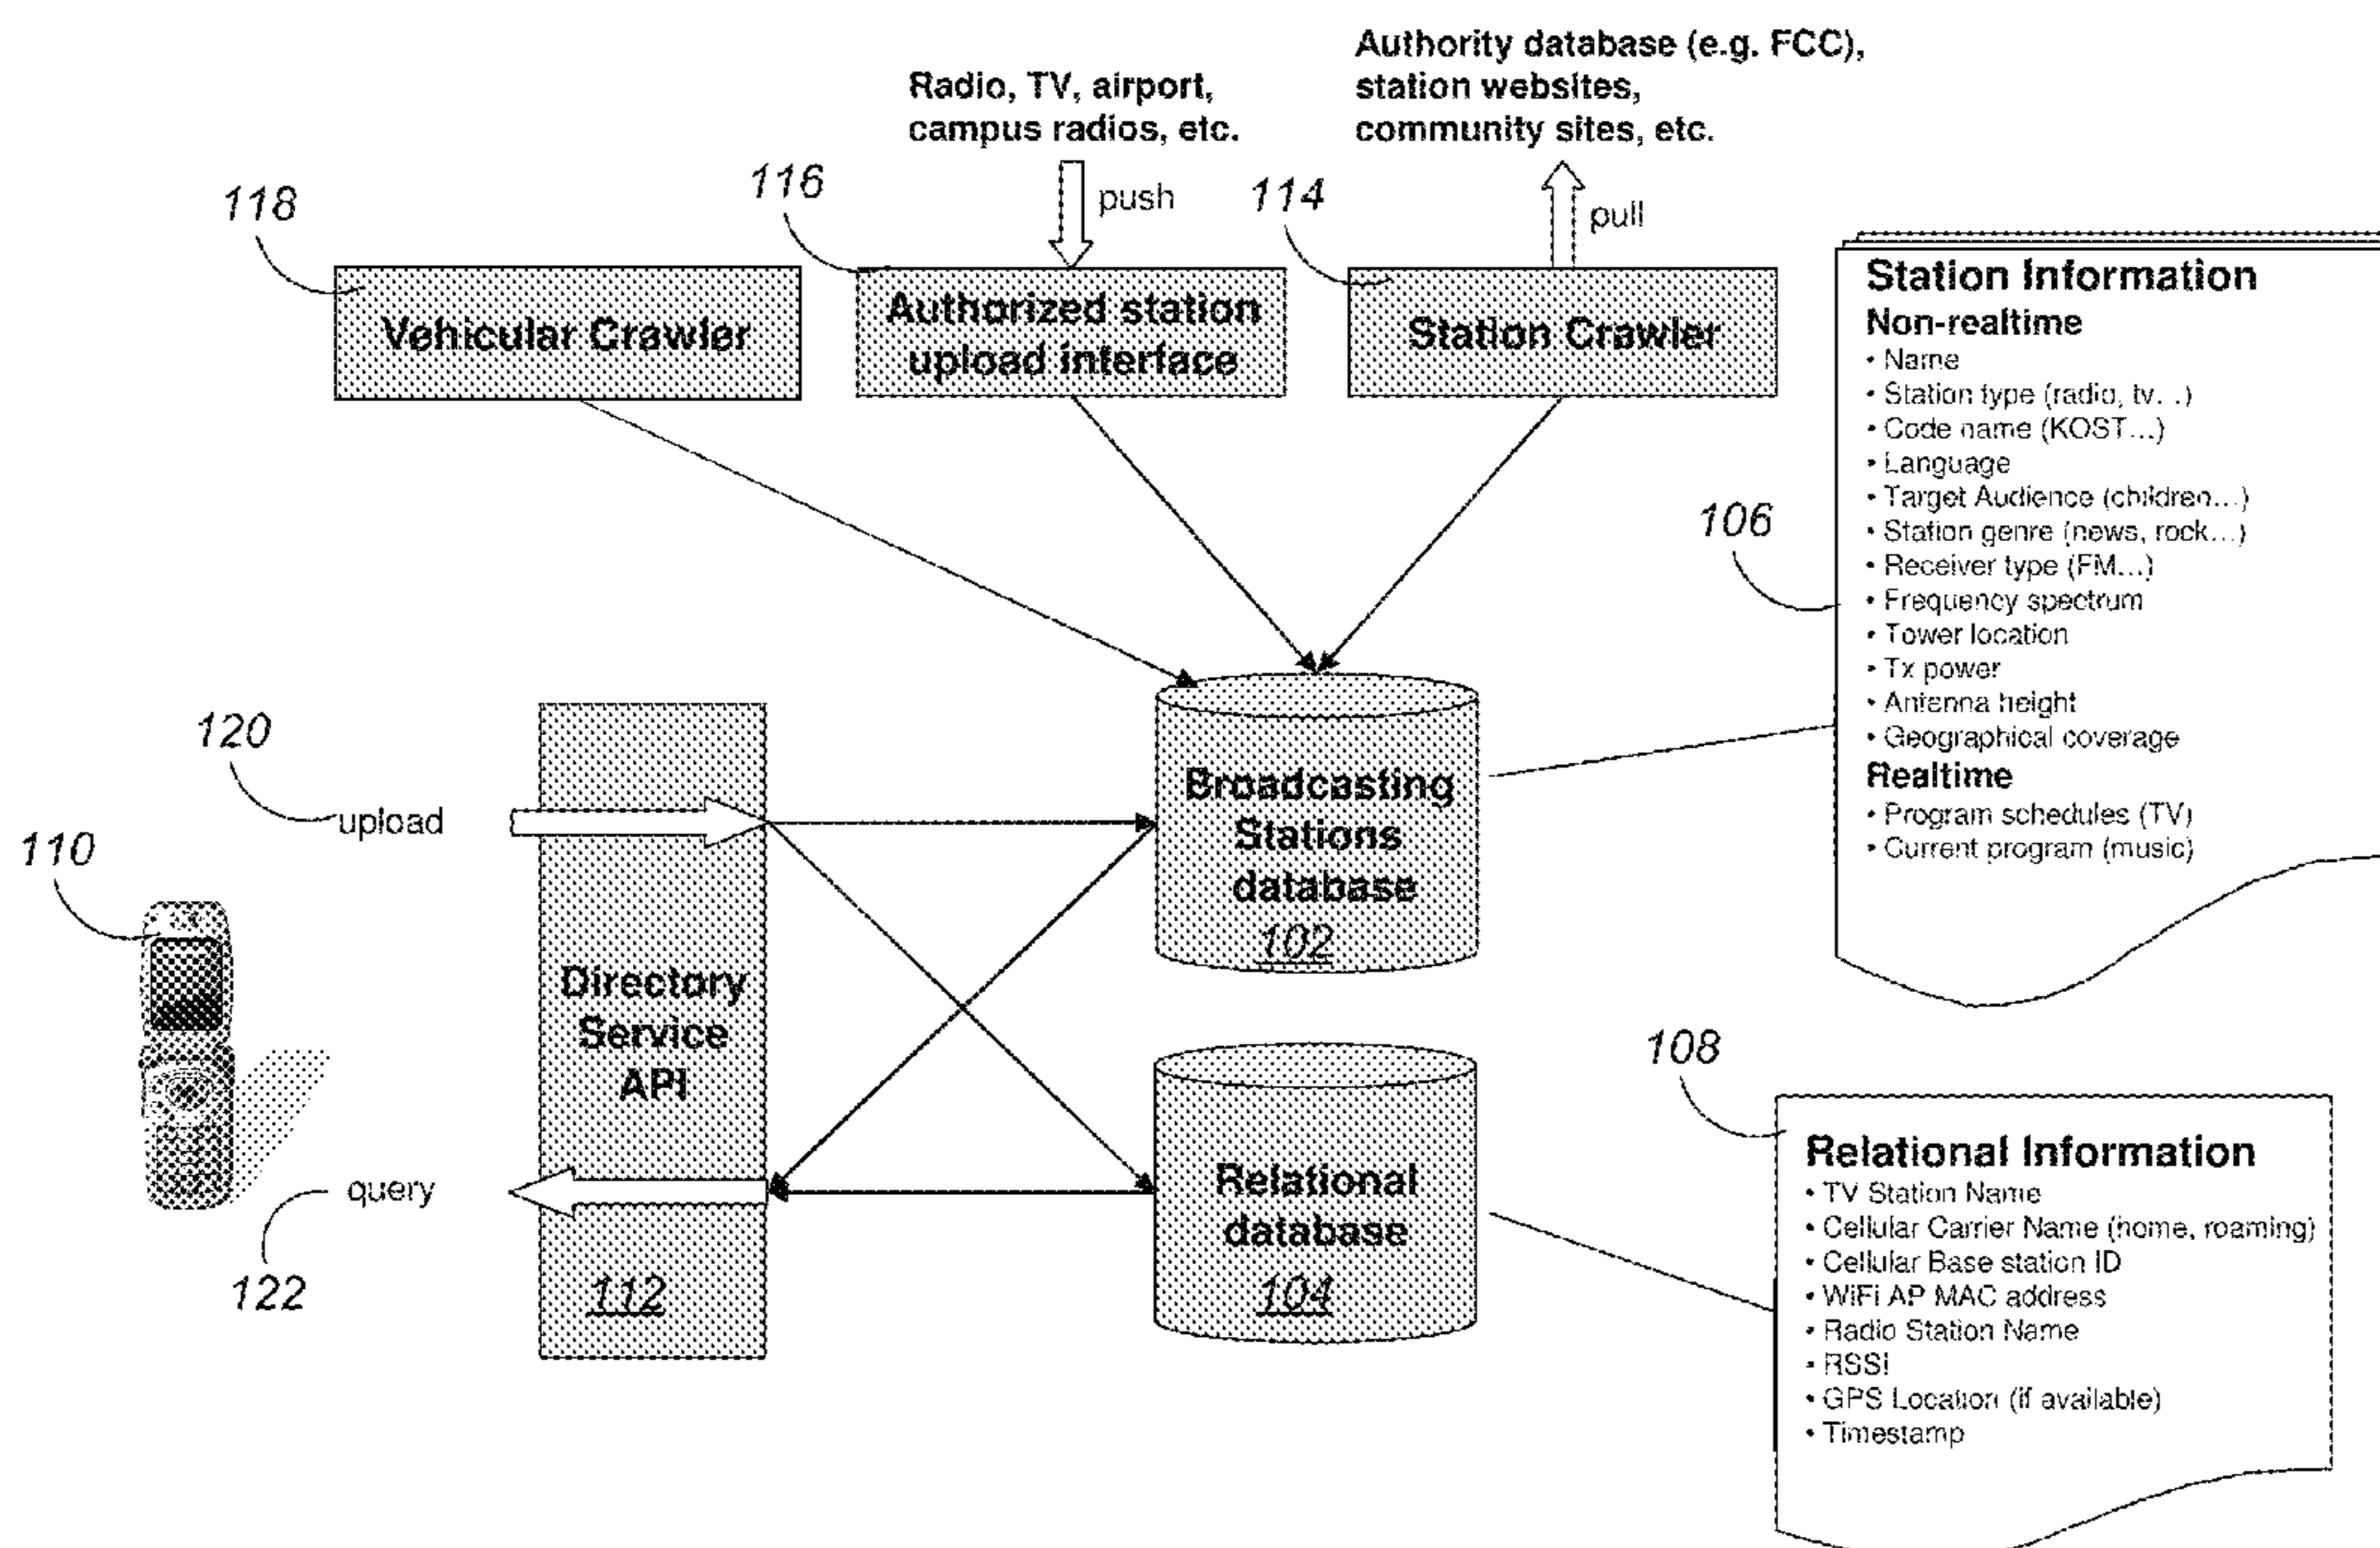 Authority database (e.g. FCC),
station websites,
community sites, etc.
Radio, TV, airport,
campus radios, etc.
118
116
push
114
pull
Vehicular Crawler
Authorized station
upload interface
Station Crawler
Station Information
Non-realtime
• Name
• Station type (radio, tv...)
• Code name (KOST...)
• Language
• Target Audience (children...)
• Station genre (news, rock...)
• Receiver type (FM...)
• Frequency spectrum
• Tower location
• Tx power
• Antenna height
• Geographical coverage
Realtime
• Program schedules (TV)
• Current program (music)
106
120
upload
110
Broadcasting
Stations
database
102
Directory
Service
API
112
query
122
Relational
database
104
108
Relational Information
• TV Station Name
• Cellular Carrier Name (home, roaming)
• Cellular Base station ID
• WiFi AP MAC address
• Radio Station Name
• RSSI
• GPS Location (if available)
• Timestamp